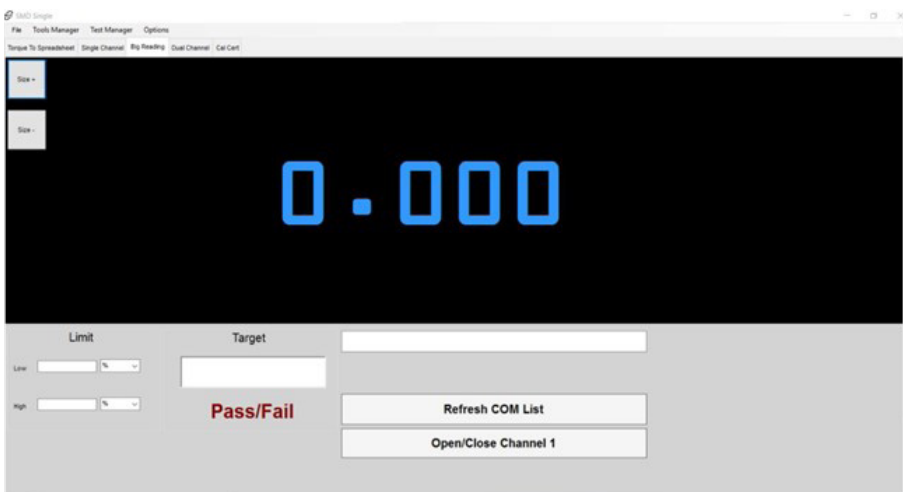 SMD Single
File Tools Manager Test Manager Options
Torque To Spreadsheet Single Channel Big Reading Dual Channel Cal Cert
Size +
Size -
0.000
Limit
Target
Low % 
High %
Pass/Fail
Refresh COM List
Open/Close Channel 1